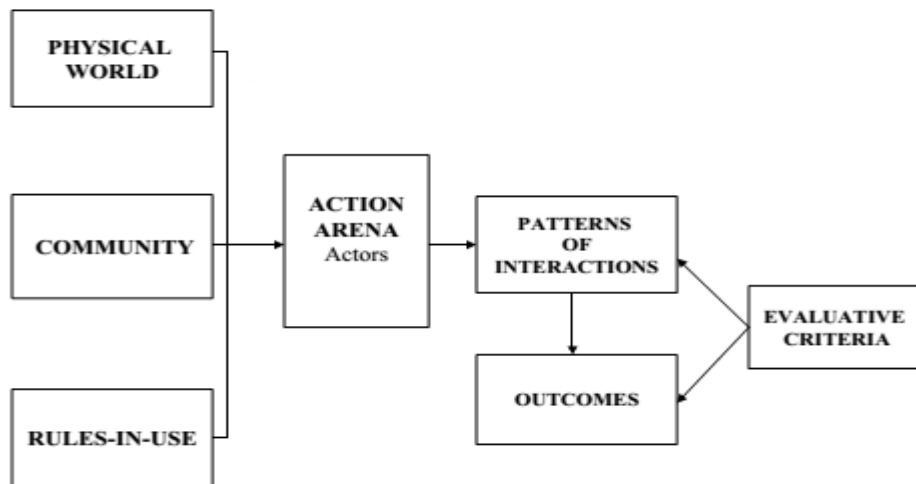 PHYSICAL
WORLD
COMMUNITY
RULES-IN-USE
ACTION
ARENA
Actors
PATTERNS
OF
INTERACTIONS
OUTCOMES
EVALUATIVE
CRITERIA